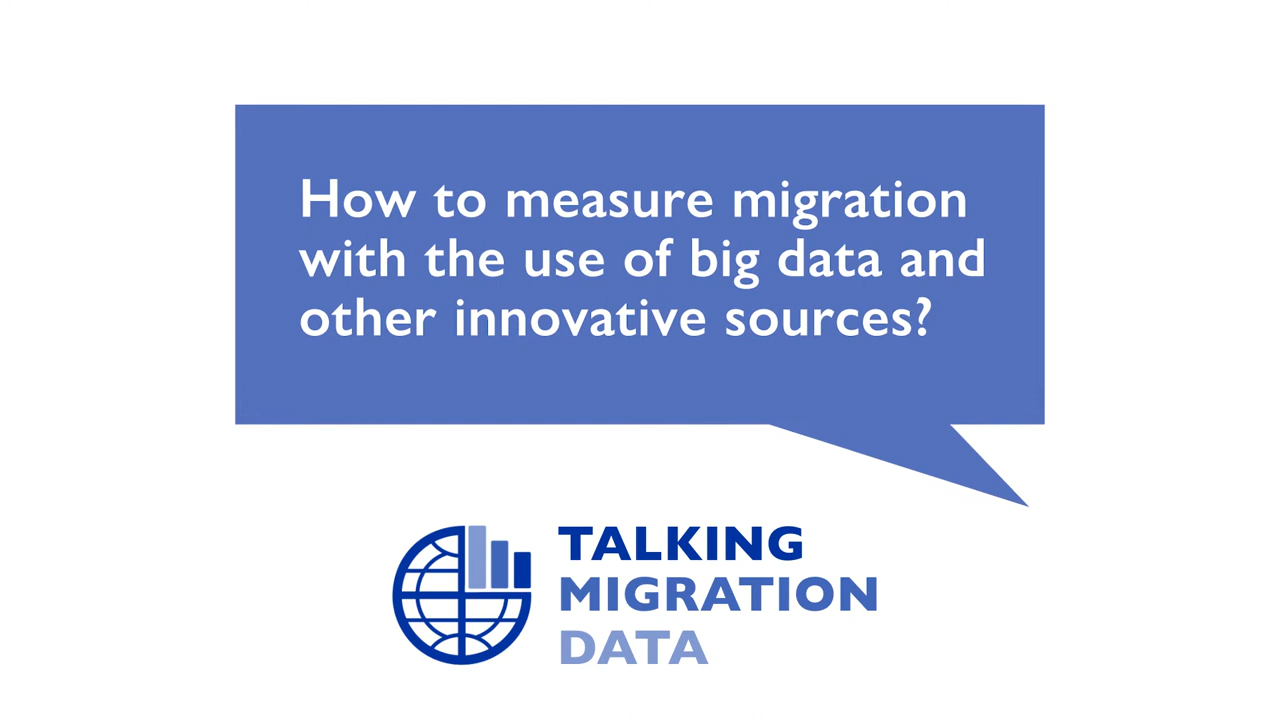 How to measure migration
with the use of big data and
other innovative sources?
TALKING
MIGRATION
DATA